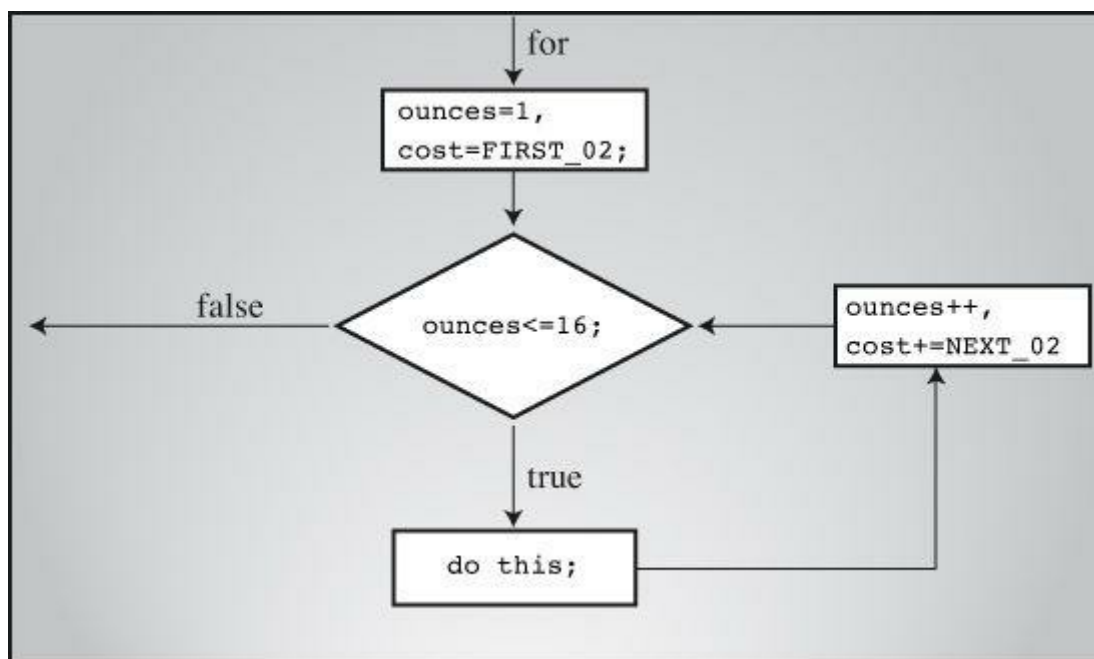 for
ounces=1,
cost=FIRST_02;
false
ounces<=16;
ounces++,
cost+=NEXT_02
true
do this;